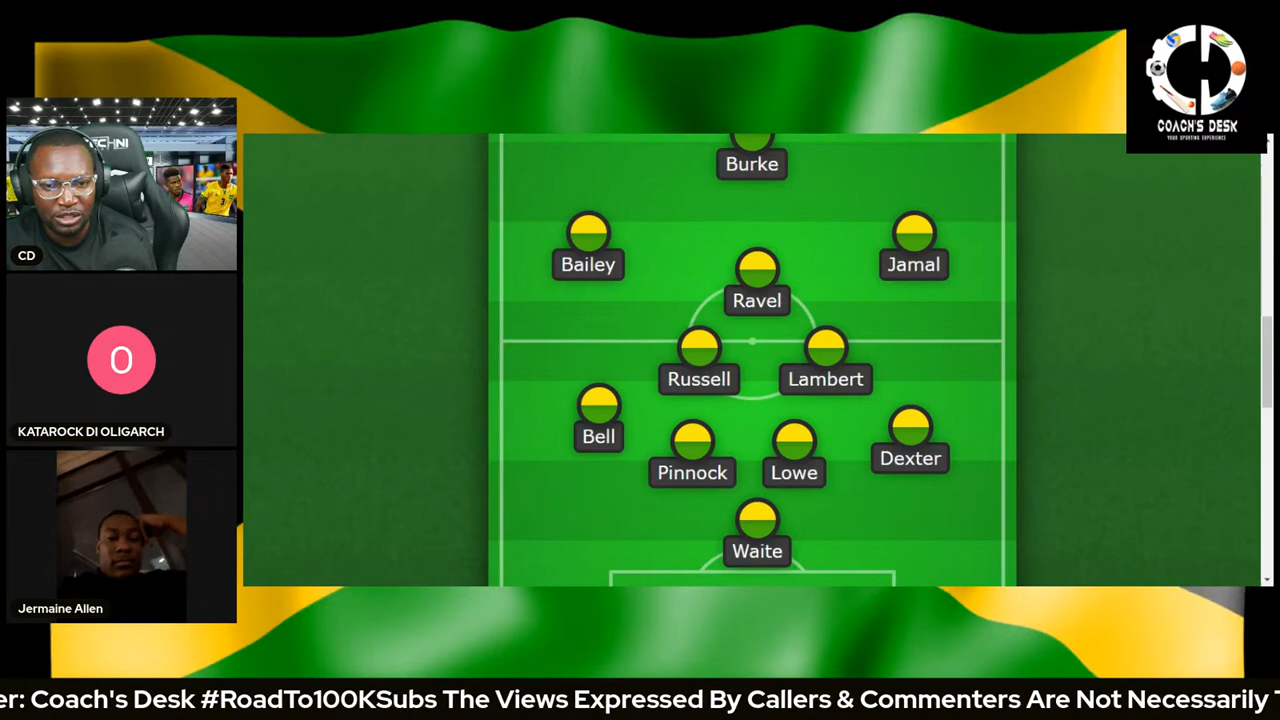 COACH'S DESK
YOUR SPORTING EXPERIENCE
TECHNI
CD
O
KATAROCK DI OLIGARCH
Jermaine Allen
Burke
Bailey
Jamal
Ravel
Russell
Lambert
Bell
Dexter
Pinnock
Lowe
Waite
er: Coach's Desk #RoadTo100KSubs The Views Expressed By Callers & Commenters Are Not Necessarily T